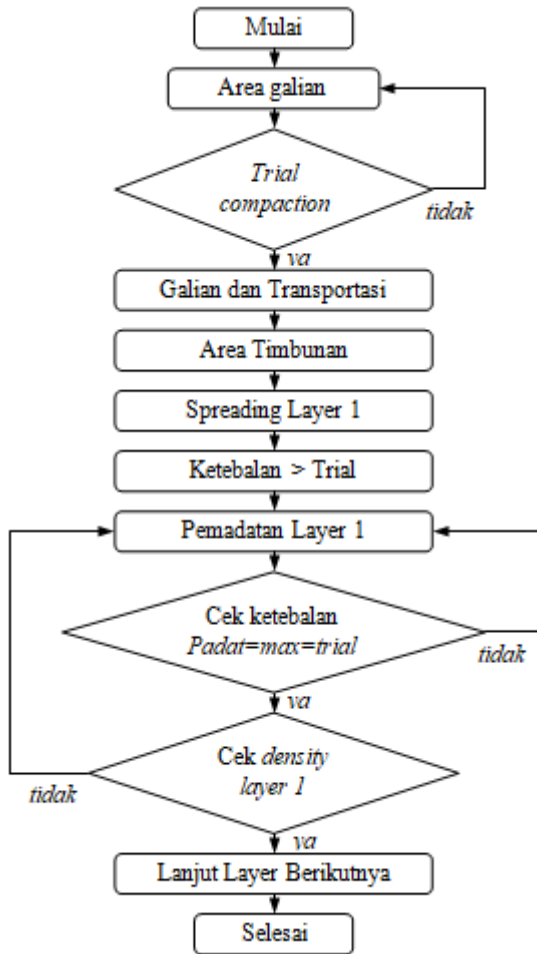 Mulai
Area galian
Trial
compaction
tidak
ya
Galian dan Transportasi
Area Timbunan
Spreading Layer 1
Ketebalan > Trial
Pemadatan Layer 1
Cek ketebalan
Padat=max=trial
tidak
ya
Cek density
layer 1
tidak
ya
Lanjut Layer Berikutnya
Selesai